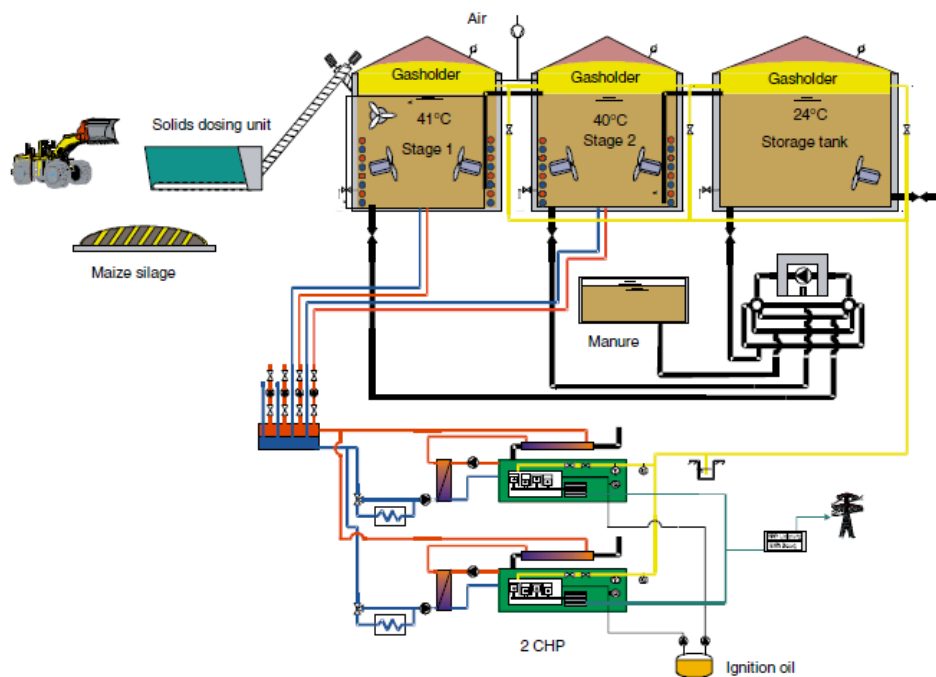 Air
Gasholder
Gasholder
Gasholder
41°C
40°C
24°C
Solids dosing unit
Stage 1
Stage 2
Storage tank
Maize silage
Manure
2 CHP
Ignition oil